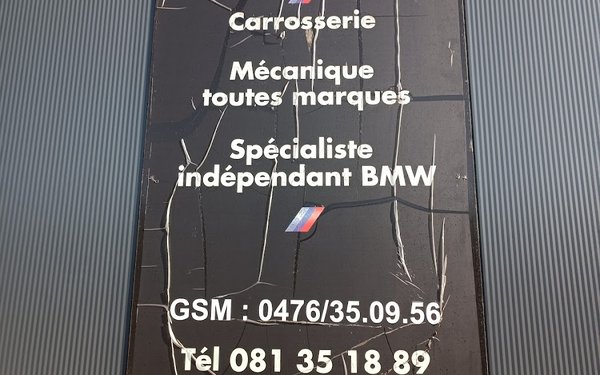 Carrosserie
Mécanique
toutes marques
Spécialiste
indépendant BMW
GSM : 0476/35.09.56
Tél 081 35 18 89